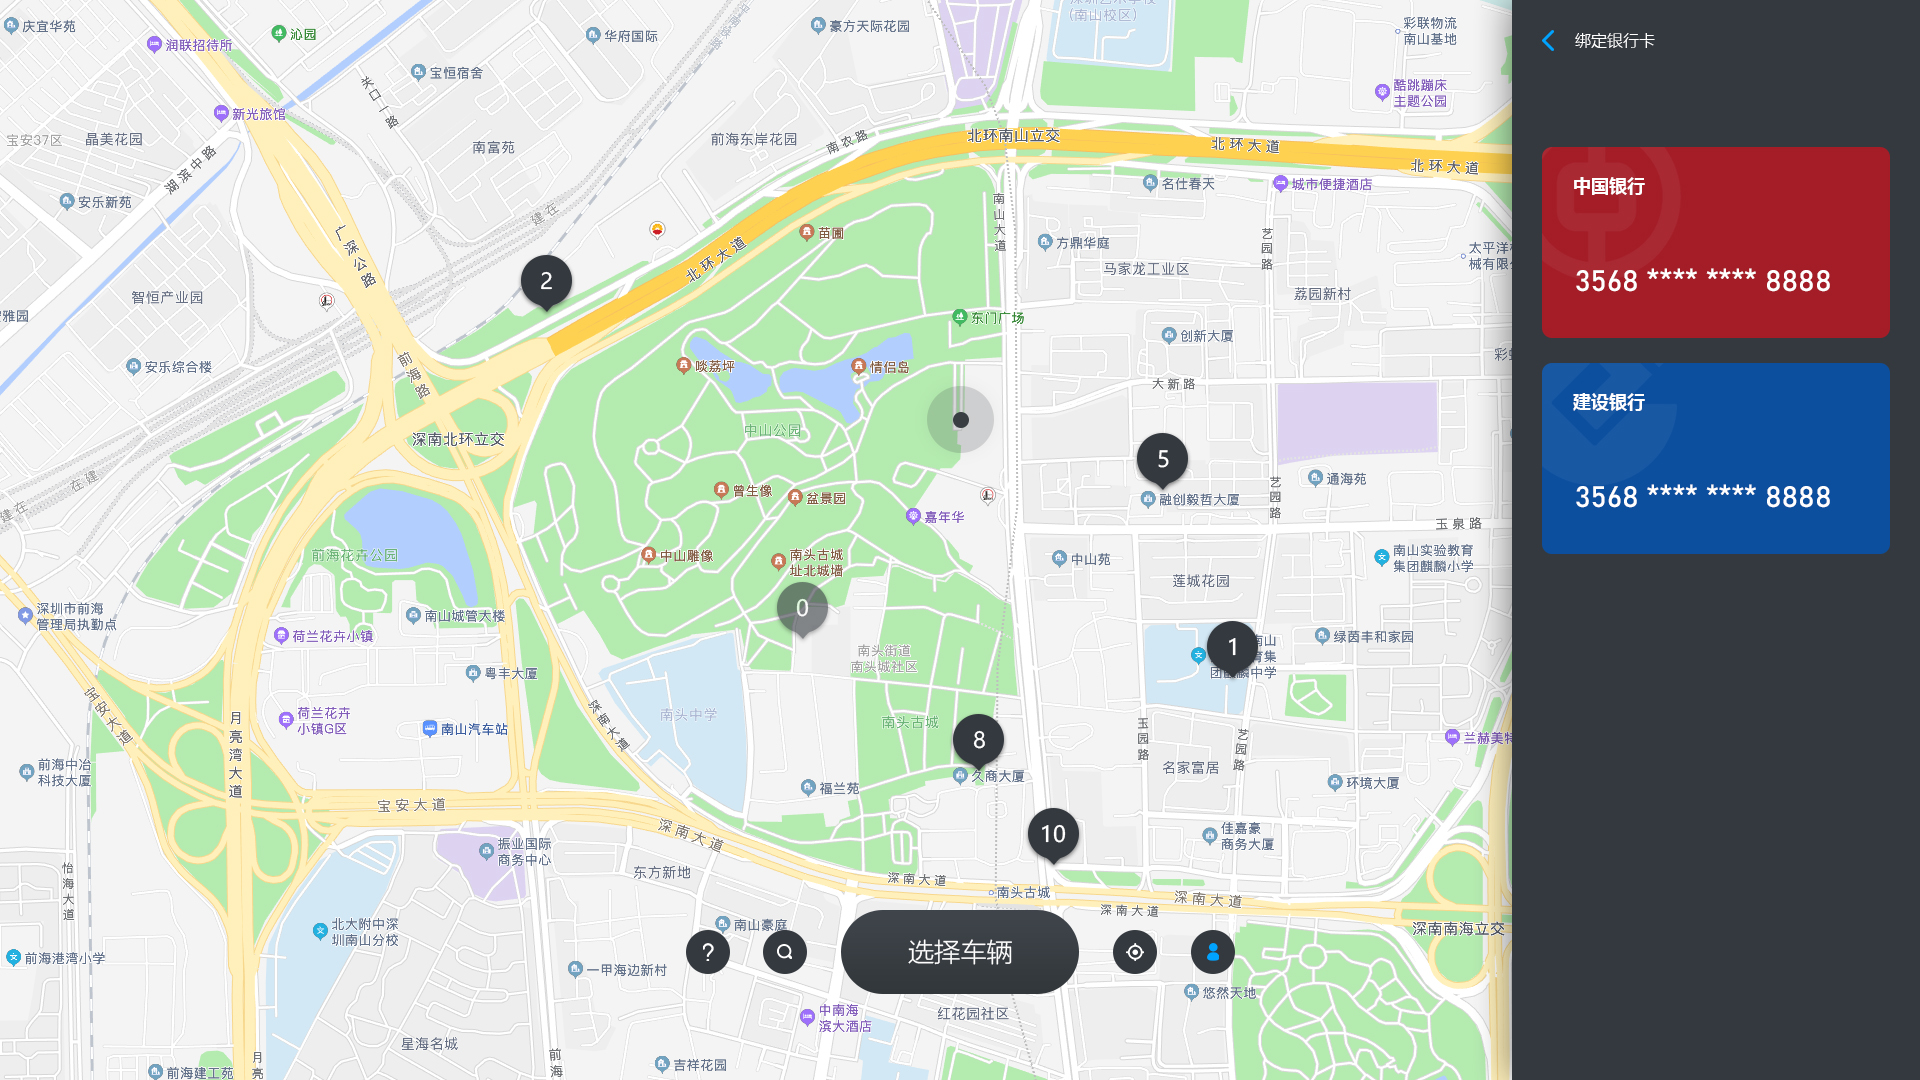 庆宜华苑
润联招待所
沁园
华府国际
豪方天际花园
(南山校区)
彩联物流
南山基地
绑定银行卡
宝恒宿舍
关口一路
酷跳蹦床
主题公园
新光旅馆
宝安37区
晶美花园
湖滨中路
南富苑
前海东岸花园
南农路
北环南山立交
北环大道
北环大道
安乐新苑
建在
名仕春天
城市便捷酒店
中国银行
3568 **** **** 8888
广深公路
苗圃
北环大道
南山大道
方鼎华庭
艺园路
马家龙工业区
太平洋
械有限
2
智恒产业园
荔园新村
雅园
东门广场
创新大厦
安乐综合楼
前海路
啖荔坪
情侣岛
大新路
建设银行
3568 **** **** 8888
深南北环立交
中山公园
5
在建
建在
曾生像
盆景园
融创毅哲大厦
通海苑
艺园路
嘉年华
玉泉路
前海花卉公园
中山雕像
南头古城
址北城墙
中山苑
南山实验教育
集团麒麟小学
莲城花园
0
深圳市前海
管理局执勤点
南山城管大楼
荷兰花卉小镇
南头街道
南头城社区
1
南山
育集
团麒麟中学
绿茵丰和家园
粤丰大厦
宝安大道
月亮湾大道
荷兰花卉
小镇G区
南山汽车站
深南大道
南头中学
南头古城
8
玉园路
艺园路
兰赫美特
前海中冶
科技大厦
久商大厦
名家富居
福兰苑
环境大厦
宝安大道
深南大道
10
佳嘉豪
商务大厦
振业国际
商务中心
东方新地
怡海大道
深南大道
南头古城
深南大道
深南大道
北大附中深
圳南山分校
南山豪庭
深南南海立交
前海港湾小学
一甲海边新村
?
选择车辆
悠然天地
中南海
滨大酒店
红花园社区
星海名城
前海
吉祥花园
前海建工苑
月亮